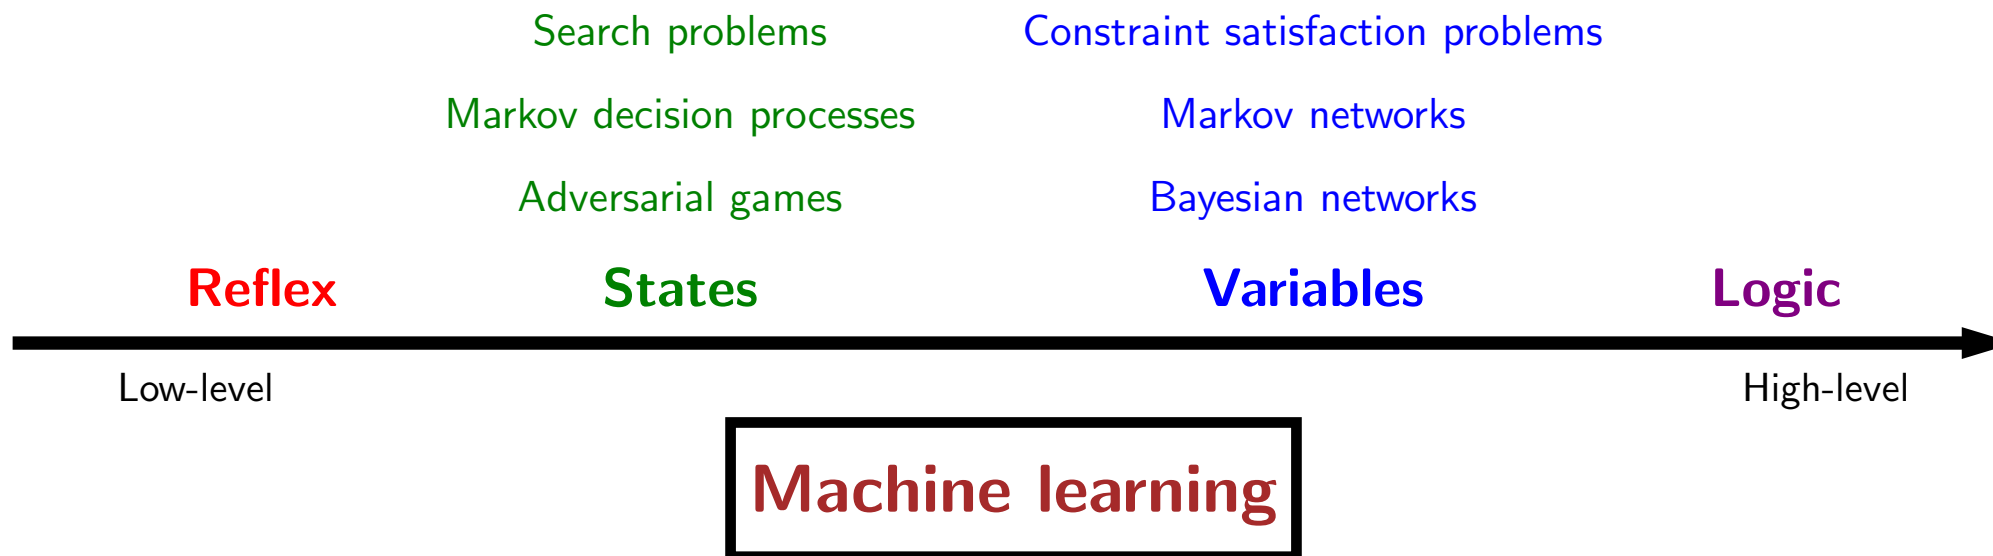 Search problems
Constraint satisfaction problems
Markov decision processes
Markov networks
Adversarial games
Bayesian networks
Reflex
States
Variables
Logic
Low-level
High-level
Machine learning